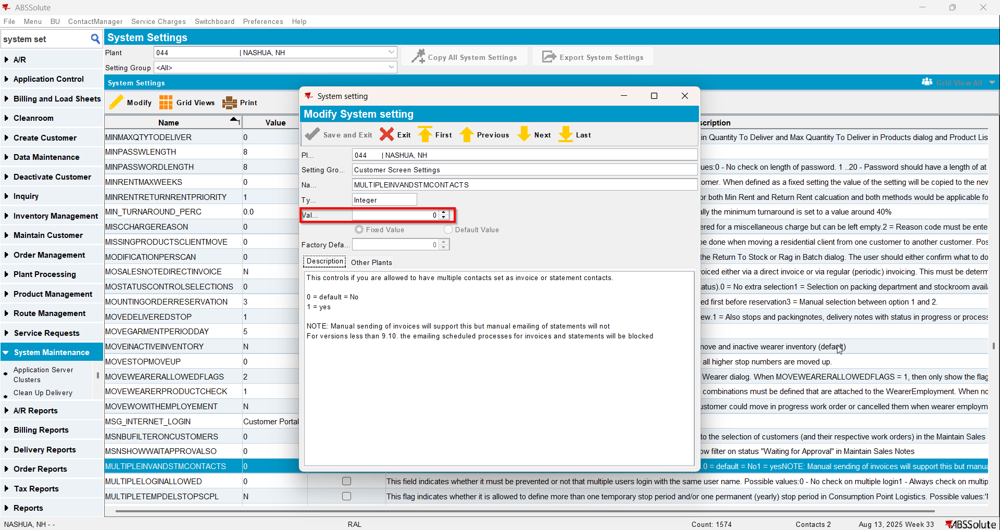 ABSSolute
File Menu BU ContactManager Service Charges Switchboard Preferences Help
system set
System Settings
Plant 044 | NASHUA, NH
Setting Group <All>
Copy All System Settings
Export System Settings
System Settings
Grid View All
Modify Grid Views Print
Name 1 Value
scription
A/R
Application Control
Billing and Load Sheets
Cleanroom
Create Customer
Data Maintenance
Deactivate Customer
Inquiry
Inventory Management
Maintain Customer
Order Management
Plant Processing
Product Management
Route Management
Service Requests
System Maintenance
Application Server
Clusters
Clean Up Delivery
A/R Reports
Billing Reports
Delivery Reports
Order Reports
Tax Reports
Reports
MINMAXQTYTODELIVER 0 in Quantity To Deliver and Max Quantity To Deliver in Products dialog and Product Lis
MINPASSWLENGTH 8
MINPASSWORDLENGTH 8 ues:0 - No check on length of password. 1 ..20 - Password should have a length of at
MINRENTMAXWEEKS 0 omer. When defined as a fixed setting the value of the setting will be copied to the new
MINRENTRETURNRENTPRIORITY 1 or both Min Rent and Return Rent calcuation and both methods would be applicable fo
MIN_TURNAROUND_PERC 0.0 lly the minimum turnaround is set to a value around 40%
MISCCHARGEREASON 0 ered for a miscellaneous charge but can be left empty.2 = Reason code must be ente
MISSINGPRODUCTSCLIENTMOVE 0 be done when moving a residential client from one customer to another customer. Pos
MODIFICATIONPERSCAN 0 the Return To Stock or Rag in Batch dialog. The user should either confirm what to do
MOSALESNOTEDIRECTINVOICE N voiced either via a direct invoice or via regular (periodic) invoicing. This must be determ
MOSTATUSCONTROLSELECTIONS 0 atus).0 = No extra selection1 = Selection on packing department and stockroom avail
MOUNTINGORDERRESERVATION 3 ed first before reservation3 = Manual selection between option 1 and 2.
MOVEDELIVEREDSTOP 1 ew.1 = Also stops and packingnotes, delivery notes with status in progress or process
MOVEGARMENTPERIODDAY 5
MOVEINACTIVEINVENTORY N move and inactive wearer inventory (default)
MOVESTOPMOVEUP 0 all higher stop numbers are moved up.
MOVEWEARERALLOWEDFLAGS 2 Wearer dialog. When MOVEWEARERALLOWEDFLAGS = 1, then only show the flag
MOVEWEARERPRODUCTCHECK 1 combinations must be defined that are attached to the WearerEmployment. When no
MOVEWOWITHEMPLOYEMENT N ustomer could move in progress work order or cancelled them when wearer employm
MSG_INTERNET_LOGIN Customer Portal
MSNBUFILTERONCUSTOMERS 0 to the selection of customers (and their respective work orders) in the Maintain Sales
MSNSHOWWAITAPPROVALSO 0 ow filter on status "Waiting for Approval" in Maintain Sales Notes
MULTIPLEINVANDSTMCONTACTS 0 .0 = default = No1 = yesNOTE: Manual sending of invoices will support this but manua
MULTIPLELOGINALLOWED 0 This field indicates whether it must be prevented or not that multiple users login with the same user name. Possible values:0 - No check on multiple login1 - Always check on multip
MULTIPLETEMPDELSTOPSCPL N This flag indicates whether it is allowed to define more than one temporary stop period and/or one permanent (yearly) stop period in Consumption Point Logistics. Possible values:'
System setting
Modify System setting
Save and Exit Exit First Previous Next Last
Pl... 044 | NASHUA, NH
Setting Gro... Customer Screen Settings
Na... MULTIPLEINVANDSTMCONTACTS
Ty... Integer
Val... 0
Fixed Value Default Value
Factory Defa... 0
Description Other Plants
This controls if you are allowed to have multiple contacts set as invoice or statement contacts.
0 = default = No
1 = yes
NOTE: Manual sending of invoices will support this but manual emailing of statements will not
For versions less than 9.10. the emailing scheduled processes for invoices and statements will be blocked
NASHUA, NH - - RAL Count: 1574 Contacts 2 Aug 13, 2025 Week 33 ABSSolute